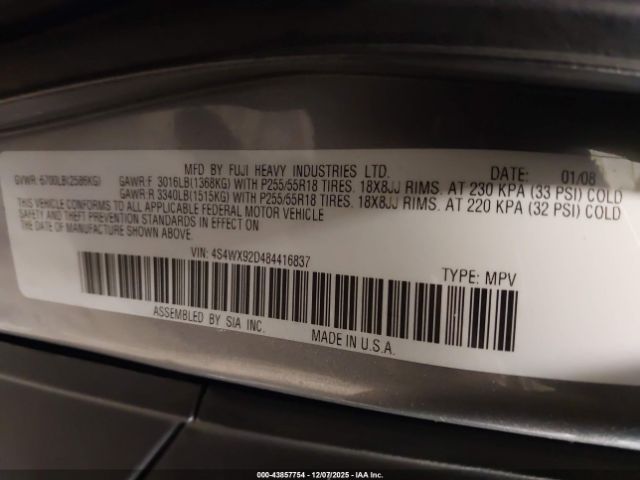 MFD BY FUJI HEAVY INDUSTRIES LTD. DATE: 01/08
GVWR: 6700LB(2586KG) GAWR:F 3016LB(1368KG) WITH P255/55R18 TIRES. 18X8JJ RIMS. AT 230 KPA (33 PSI) COLD
GAWR:R 3340LB(1515KG) WITH P255/55R18 TIRES. 18X8JJ RIMS. AT 220 KPA (32 PSI) COLD
THIS VEHICLE CONFORMS TO ALL APPLICABLE FEDERAL MOTOR VEHICLE
SAFETY AND THEFT PREVENTION STANDARDS IN EFFECT ON
THE DATE OF MANUFACTURE SHOWN ABOVE.
VIN: 4S4WX92D484416837 TYPE: MPV
ASSEMBLED BY SIA INC. MADE IN U.S.A.
000-43857754 - 12/07/2025 - IAA Inc.